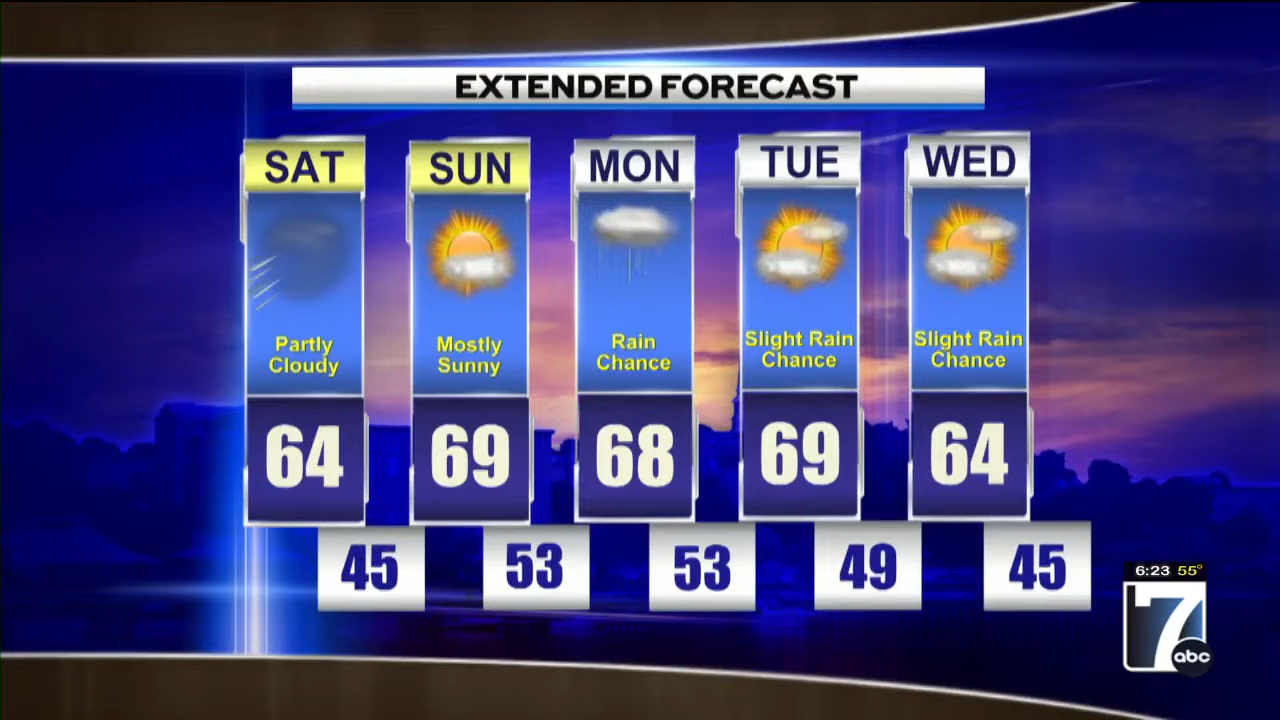 EXTENDED FORECAST
SAT SUN MON TUE WED
Partly Cloudy
Mostly Sunny
Rain Chance
Slight Rain Chance
Slight Rain Chance
64 69 68 69 64
45 53 53 49 45
6:23 55°
7
abc